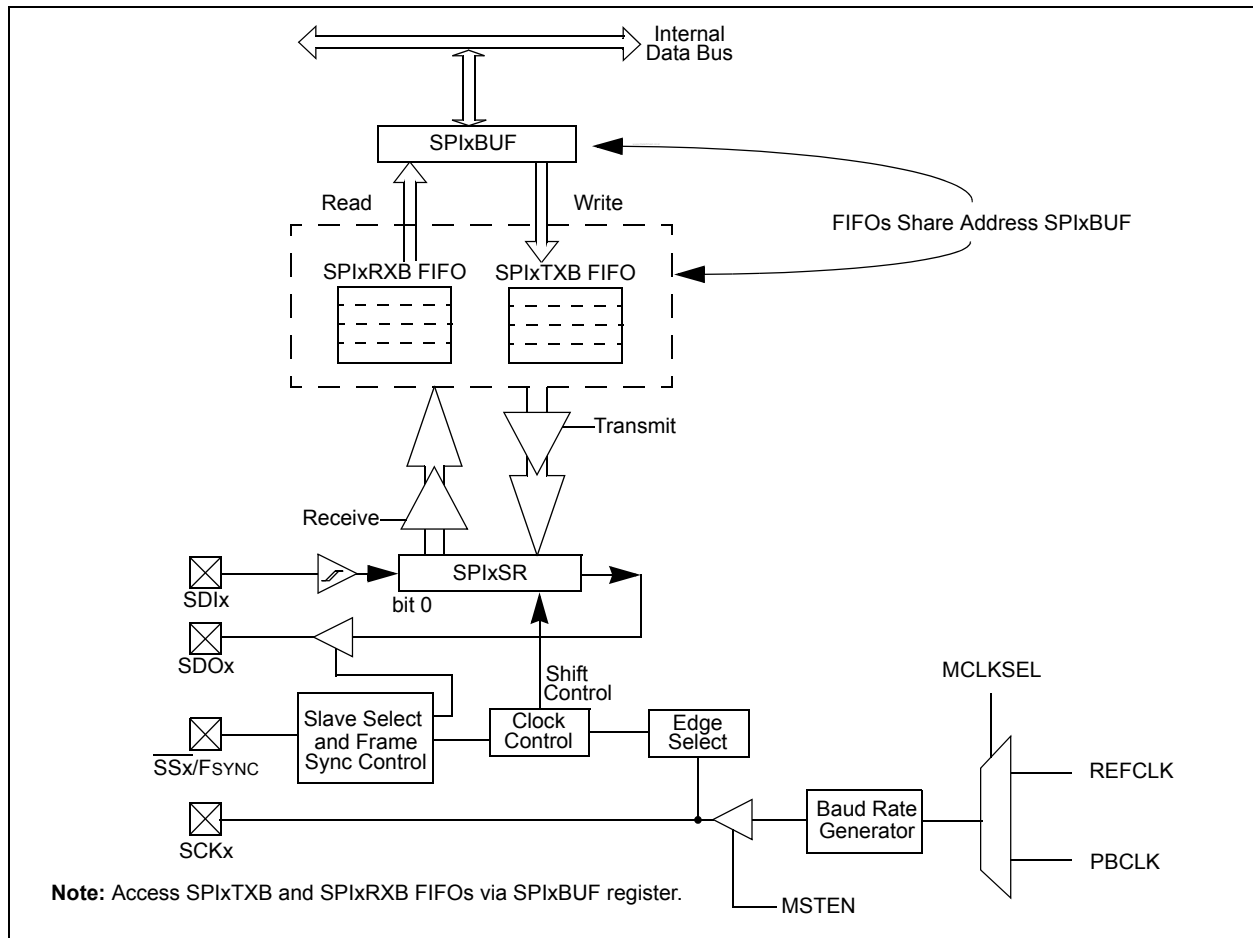 Internal
Data Bus
SPIxBUF
Read
Write
FIFOs Share Address SPIxBUF
SPIxRXB FIFO
SPIxTXB FIFO
Transmit
Receive
SPIxSR
SDIx
bit 0
SDOx
Shift
Control
MCLKSEL
Slave Select
and Frame
Sync Control
Clock
Control
Edge
Select
SSx/FSYNC
REFCLK
Baud Rate
Generator
SCKx
PBCLK
Note: Access SPIxTXB and SPIxRXB FIFOs via SPIxBUF register.
MSTEN